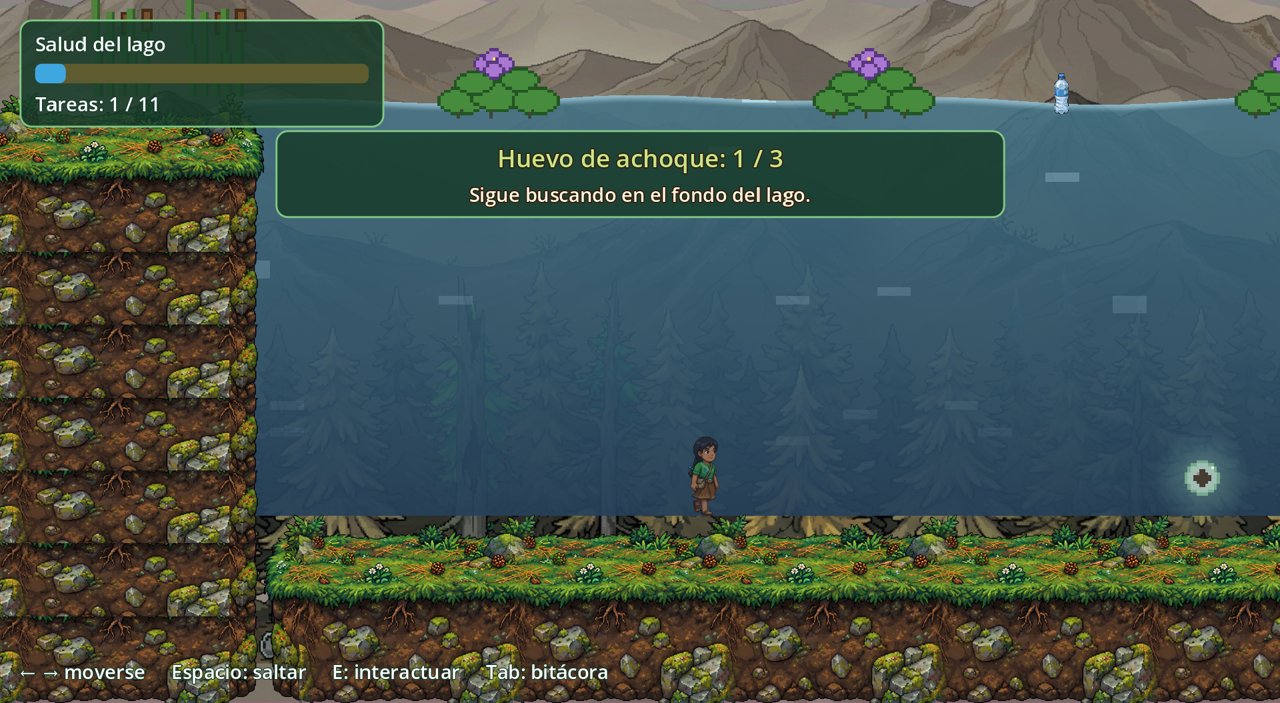 Salud del lago
Tareas: 1 / 11
Huevo de achoque: 1 / 3
Sigue buscando en el fondo del lago.
← → moverse Espacio: saltar E: interactuar Tab: bitácora